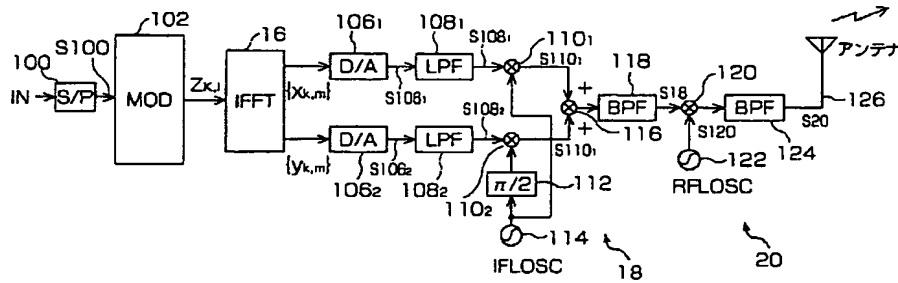 102
16
106₁
108₁
S100
100
IN
S/P
MOD
Zk,l
IFFT
{xk,m}
D/A
S106₁
LPF
S108₁
110₁
S110₁
+
118
BPF
S18
120
BPF
アンテナ
126
116
S120
124
S20
{yk,m}
D/A
S106₂
LPF
S108₂
S110₁
+
122
RFLOSC
106₂
108₂
110₂
π/2
112
114
IFLOSC
18
20